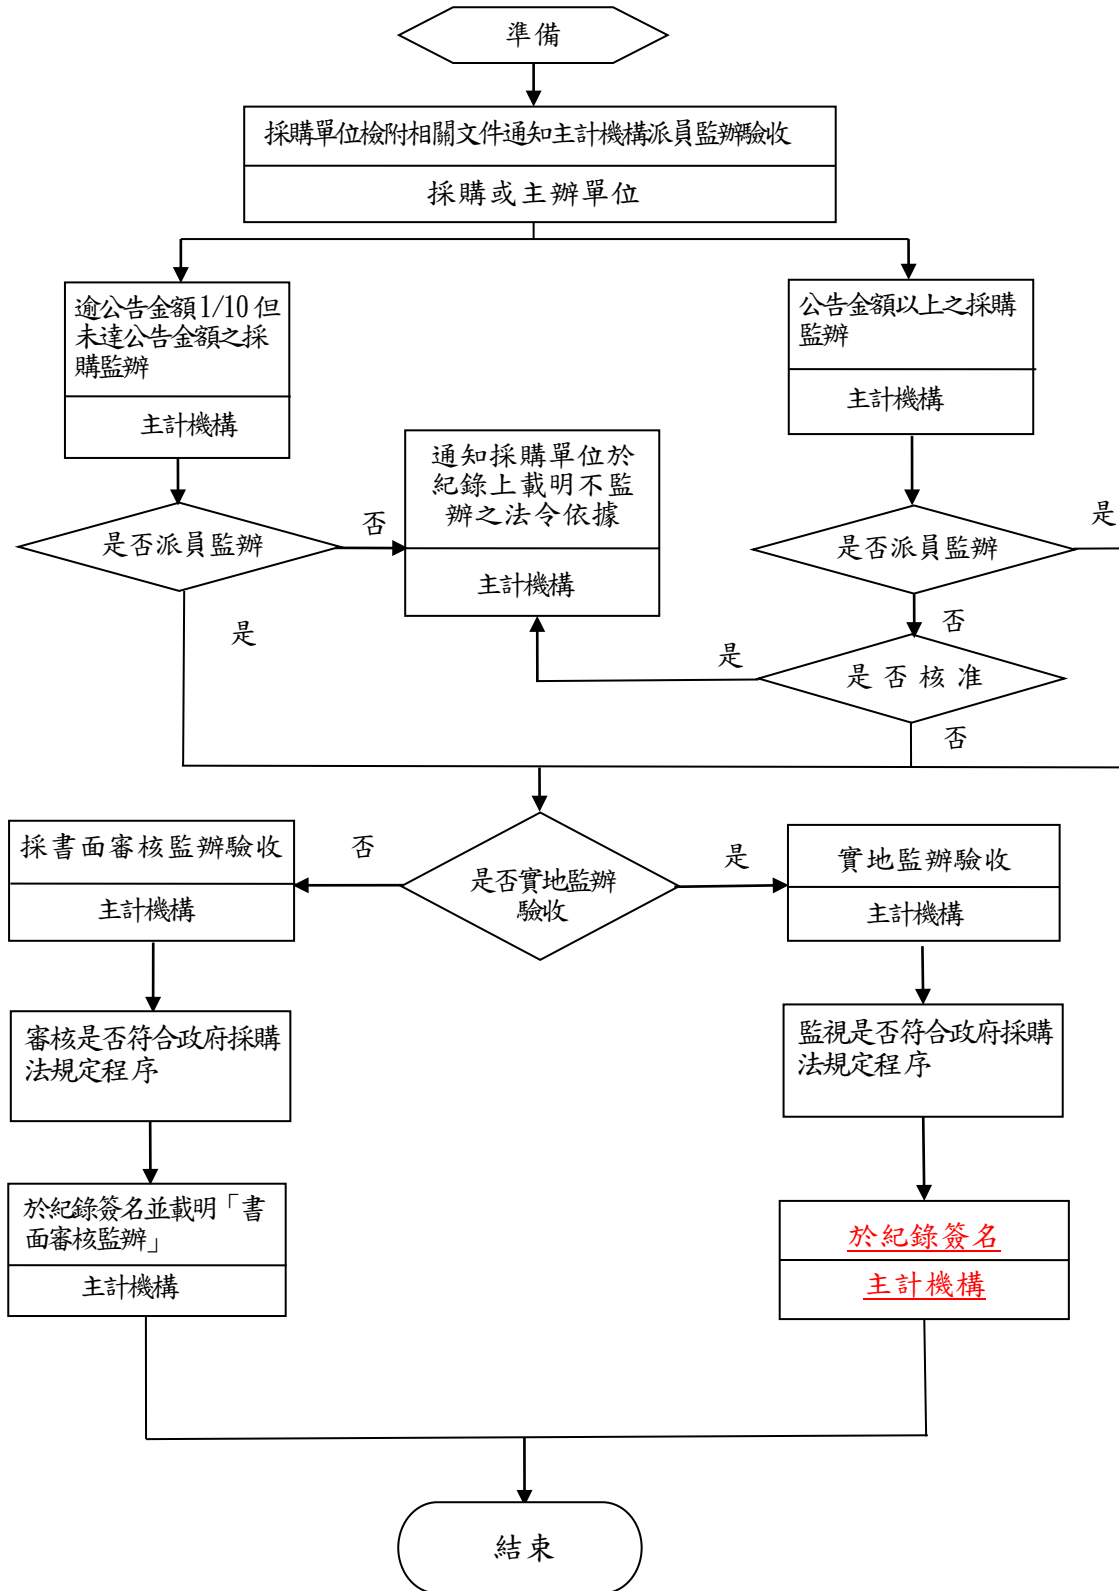 準備
採購單位檢附相關文件通知主計機構派員監辦驗收
採購或主辦單位
逾公告金額1/10但
未達公告金額之採
購監辦
主計機構
公告金額以上之採購
監辦
主計機構
通知採購單位於
紀錄上載明不監
辦之法令依據
主計機構
是否派員監辦
否
是
是否派員監辦
是
否
是否核准
是
否
是否實地監辦
驗收
否
是
採書面審核監辦驗收
主計機構
實地監辦驗收
主計機構
審核是否符合政府採購
法規定程序
監視是否符合政府採購
法規定程序
於紀錄簽名並載明「書
面審核監辦」
主計機構
於紀錄簽名
主計機構
結束